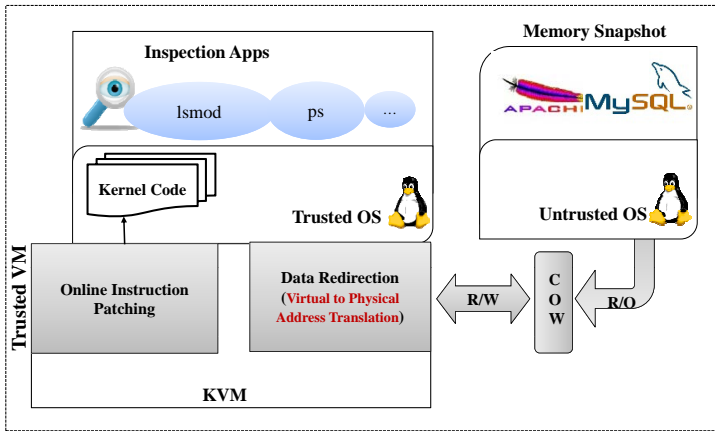 Inspection Apps
lsmod
ps
...
Kernel Code
Trusted OS
Trusted VM
Online Instruction
Patching
Data Redirection
(Virtual to Physical
Address Translation)
KVM
R/W
C
O
W
R/O
Memory Snapshot
APACHI
MySQL®
Untrusted OS